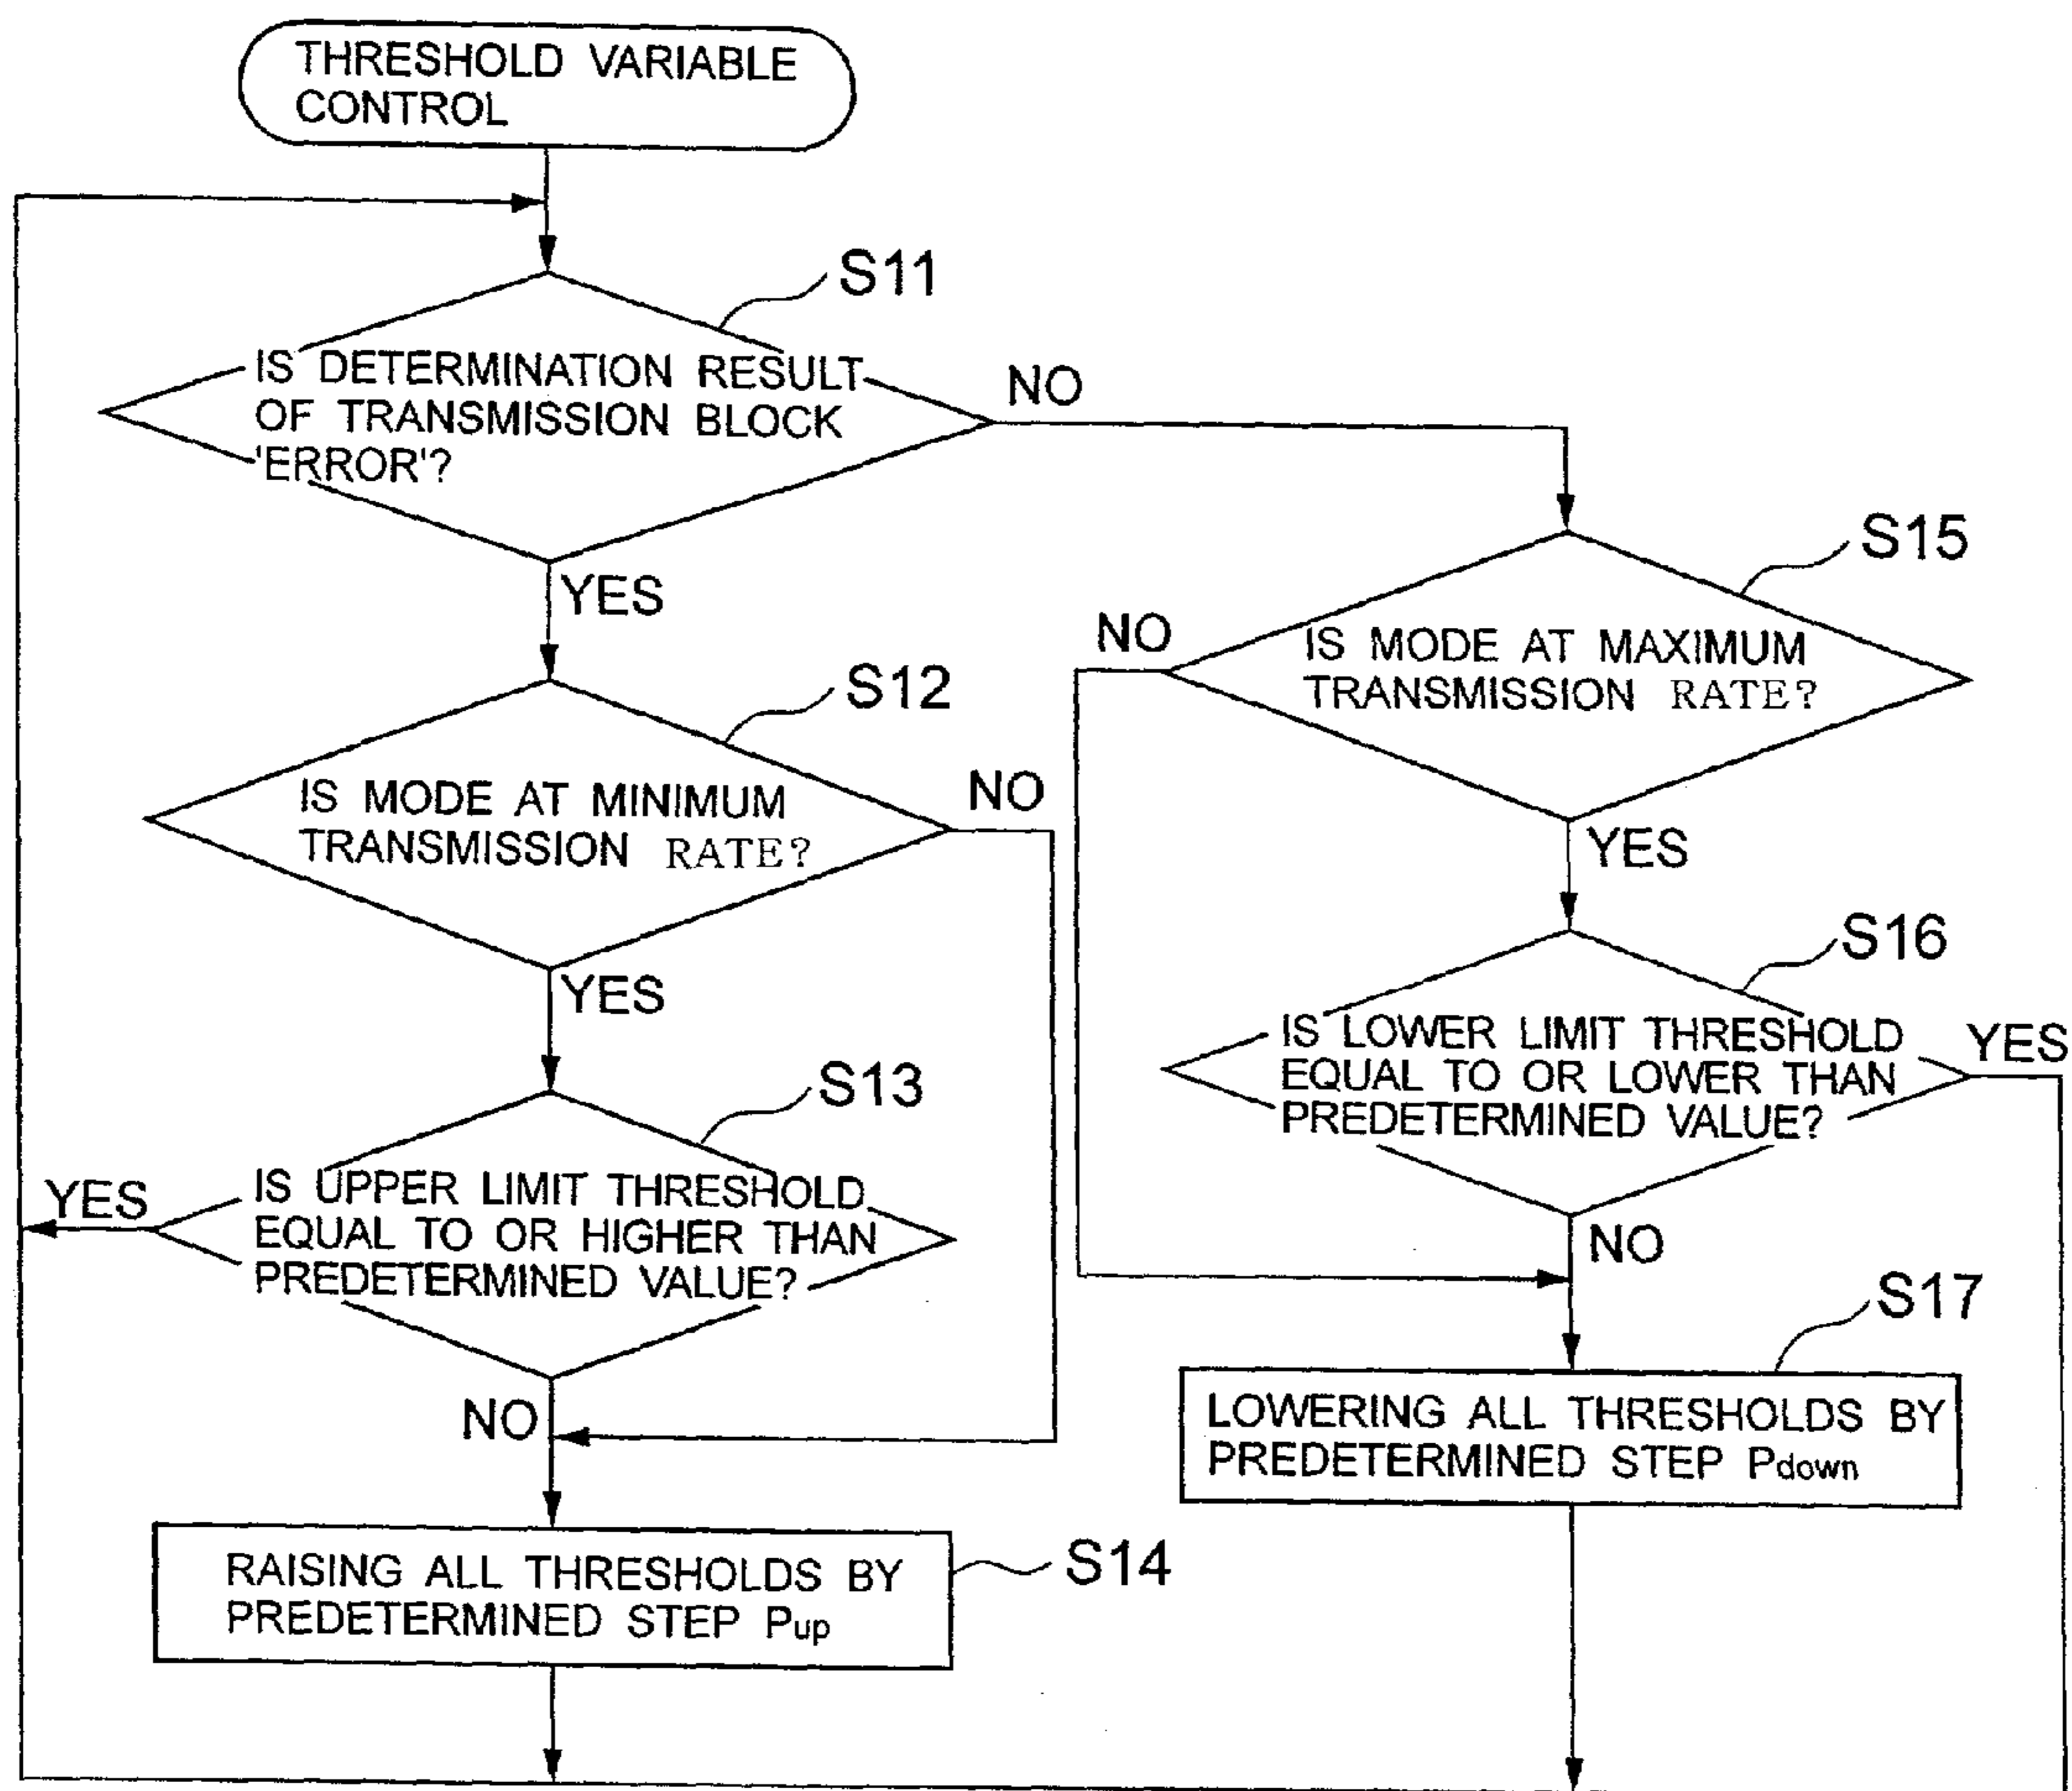 THRESHOLD VARIABLE
CONTROL
S11
IS DETERMINATION RESULT
OF TRANSMISSION BLOCK
'ERROR'?
NO
YES
S15
IS MODE AT MAXIMUM
TRANSMISSION RATE?
NO
YES
S12
IS MODE AT MINIMUM
TRANSMISSION RATE?
NO
YES
S16
IS LOWER LIMIT THRESHOLD
EQUAL TO OR LOWER THAN
PREDETERMINED VALUE?
YES
NO
S13
IS UPPER LIMIT THRESHOLD
EQUAL TO OR HIGHER THAN
PREDETERMINED VALUE?
YES
NO
S17
LOWERING ALL THRESHOLDS BY
PREDETERMINED STEP Pdown
S14
RAISING ALL THRESHOLDS BY
PREDETERMINED STEP Pup